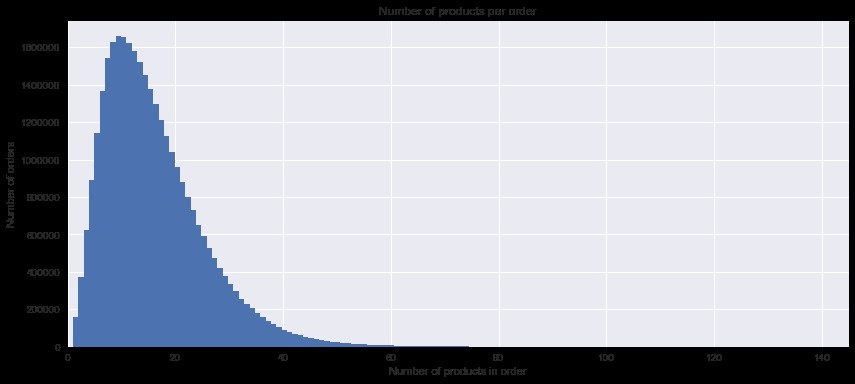 Number of products per order
Number of orders
1600000
1400000
1200000
1000000
800000
600000
400000
200000
0
0 20 40 60 80 100 120 140
Number of products in order